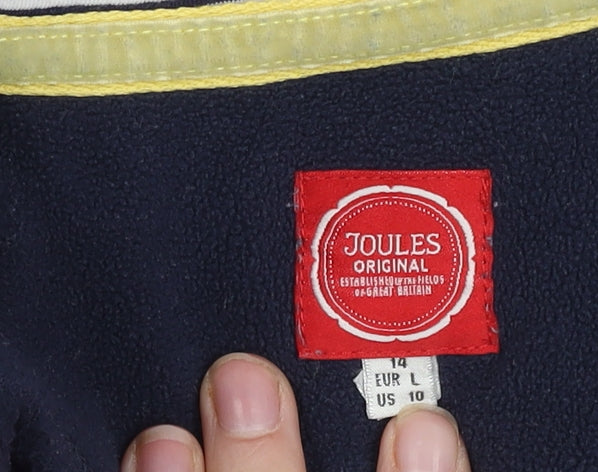 JOULES
ORIGINAL
ESTABLISHED IN THE FIELDS
OF GREAT BRITAIN
14
EUR L
US 10